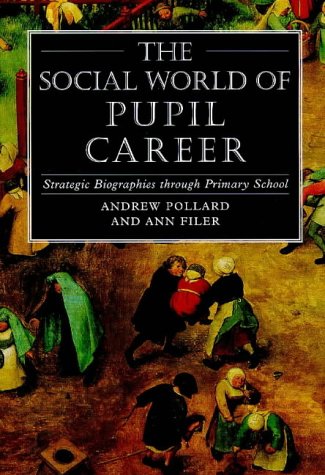 THE
SOCIAL WORLD OF
PUPIL
CAREER
Strategic Biographies through Primary School
ANDREW POLLARD
AND ANN FILER